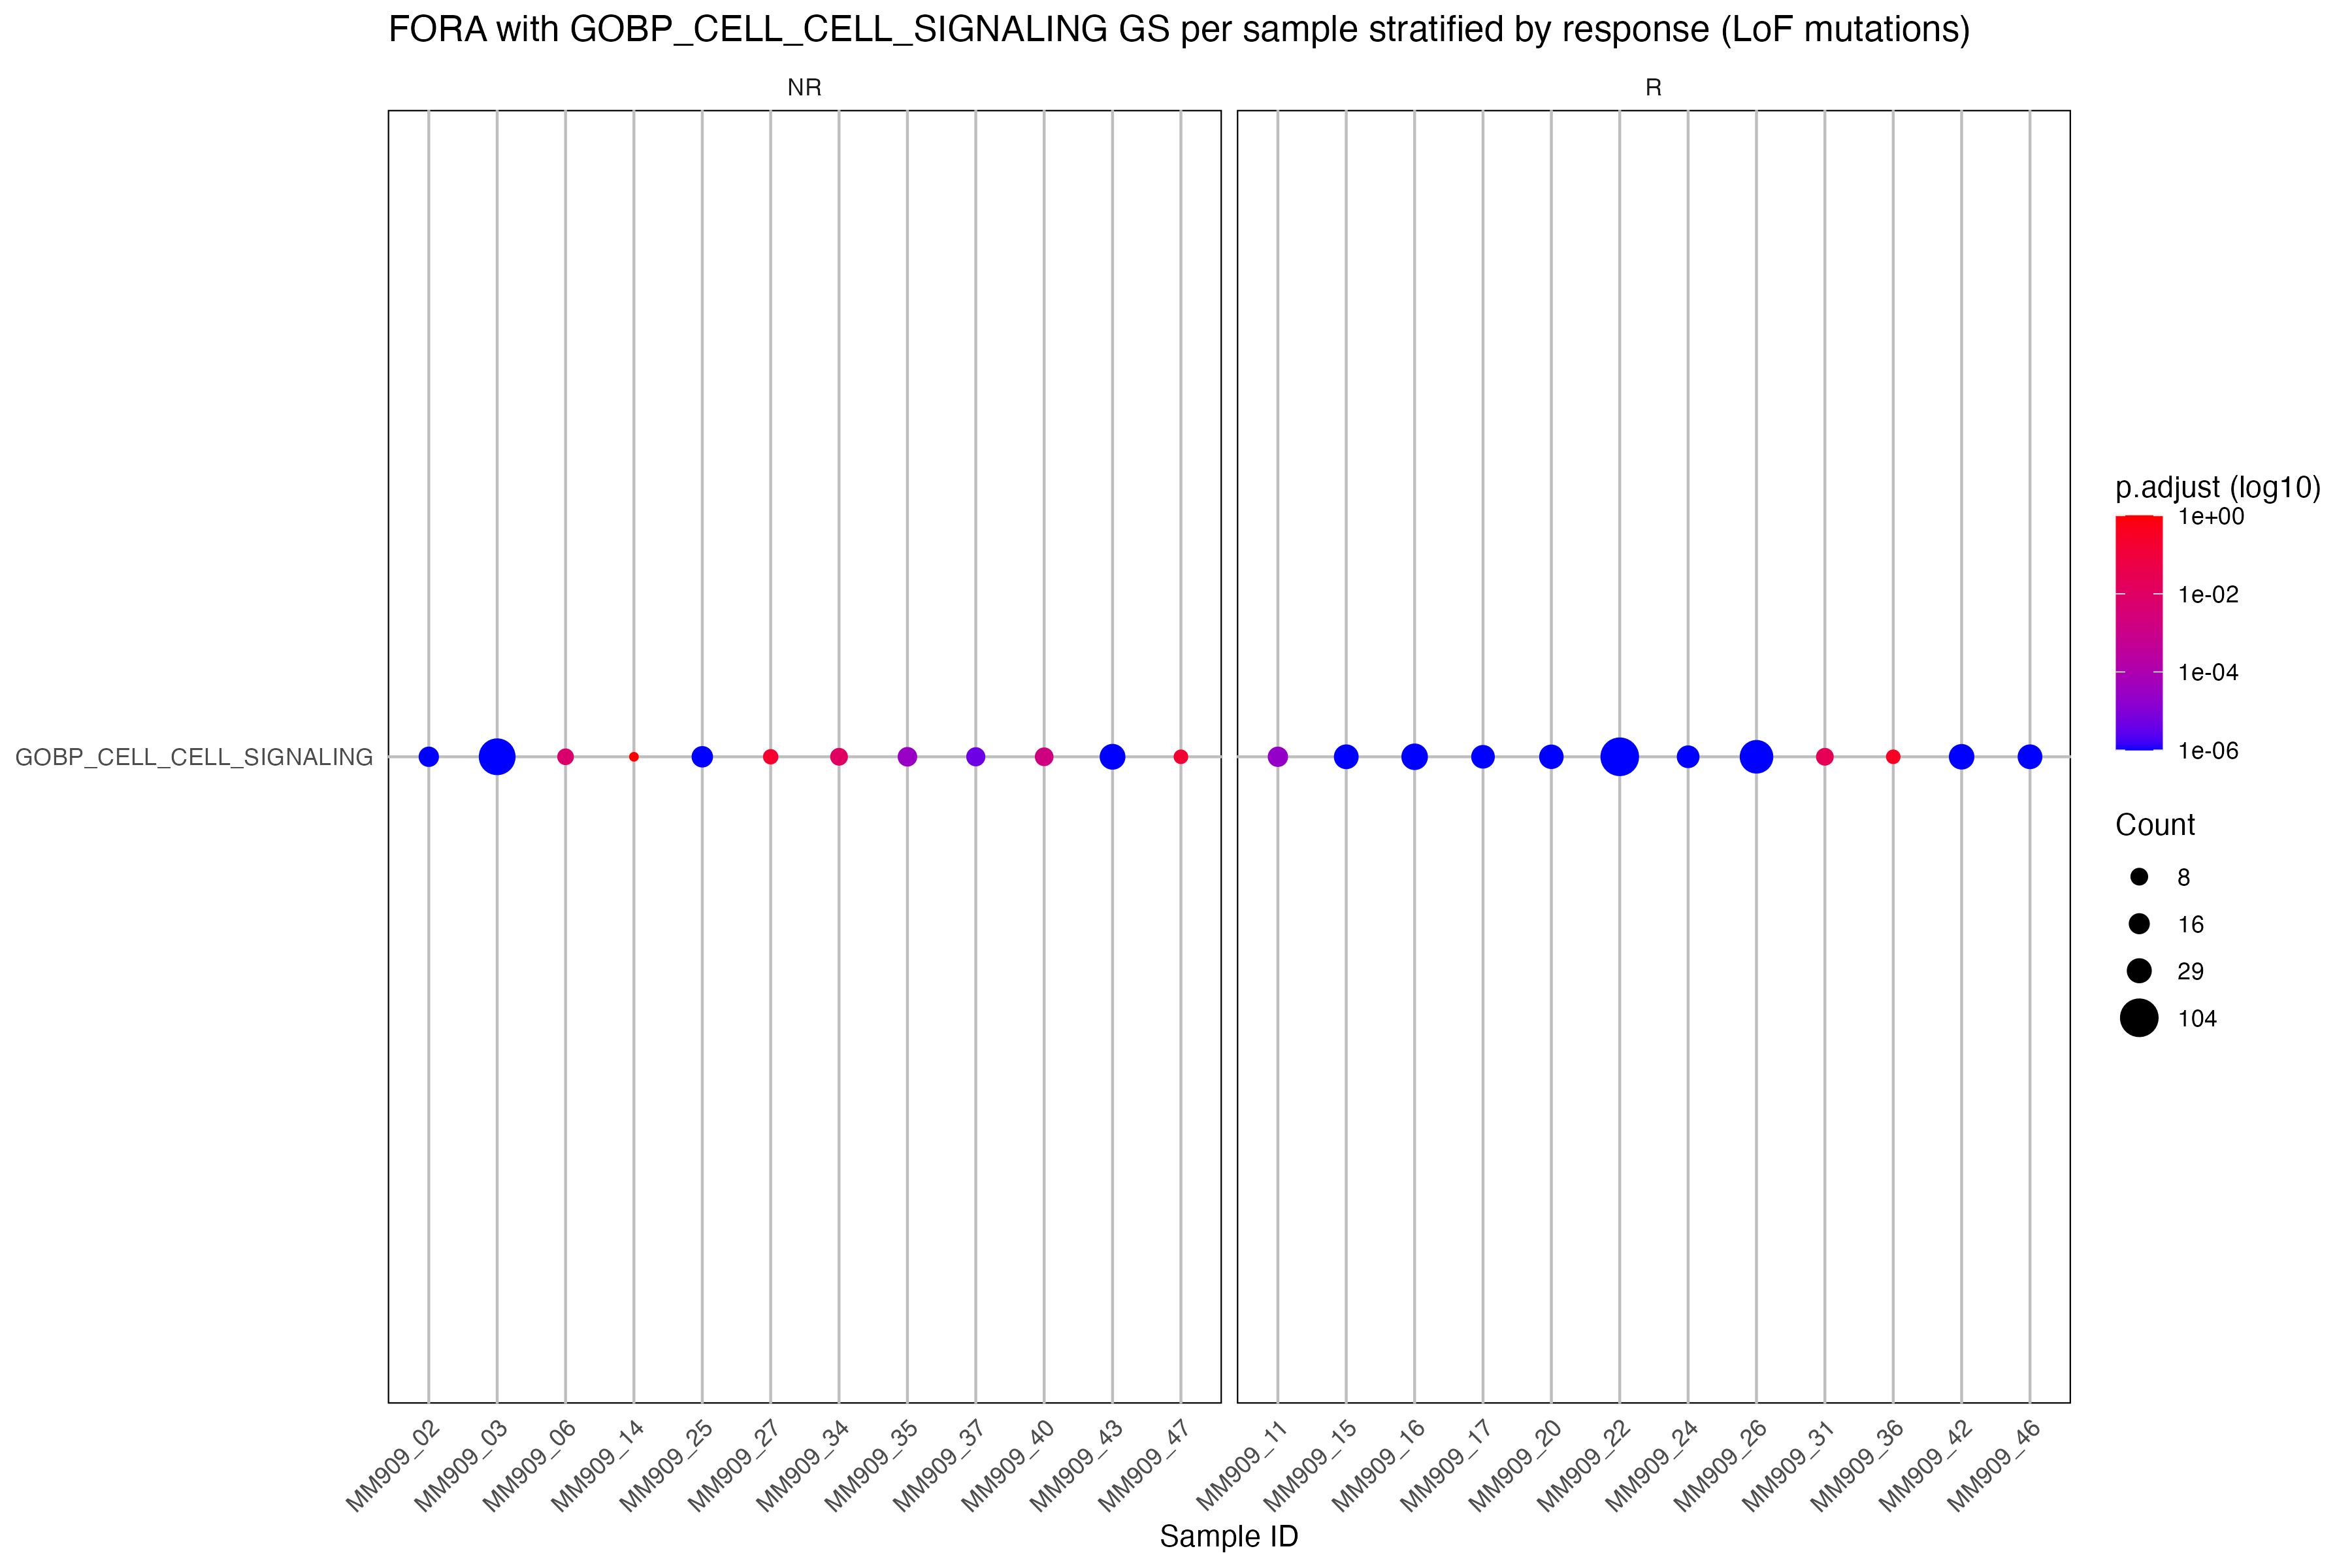 FORA with GOBP_CELL_CELL_SIGNALING GS per sample stratified by response (LoF mutations)
NR
R
GOBP_CELL_CELL_SIGNALING
MM909_02
MM909_03
MM909_06
MM909_14
MM909_25
MM909_27
MM909_34
MM909_35
MM909_37
MM909_40
MM909_43
MM909_47
MM909_11
MM909_15
MM909_16
MM909_17
MM909_20
MM909_22
MM909_24
MM909_26
MM909_31
MM909_36
MM909_42
MM909_46
Sample ID
p.adjust (log10)
1e+00
1e-02
1e-04
1e-06
Count
8
16
29
104